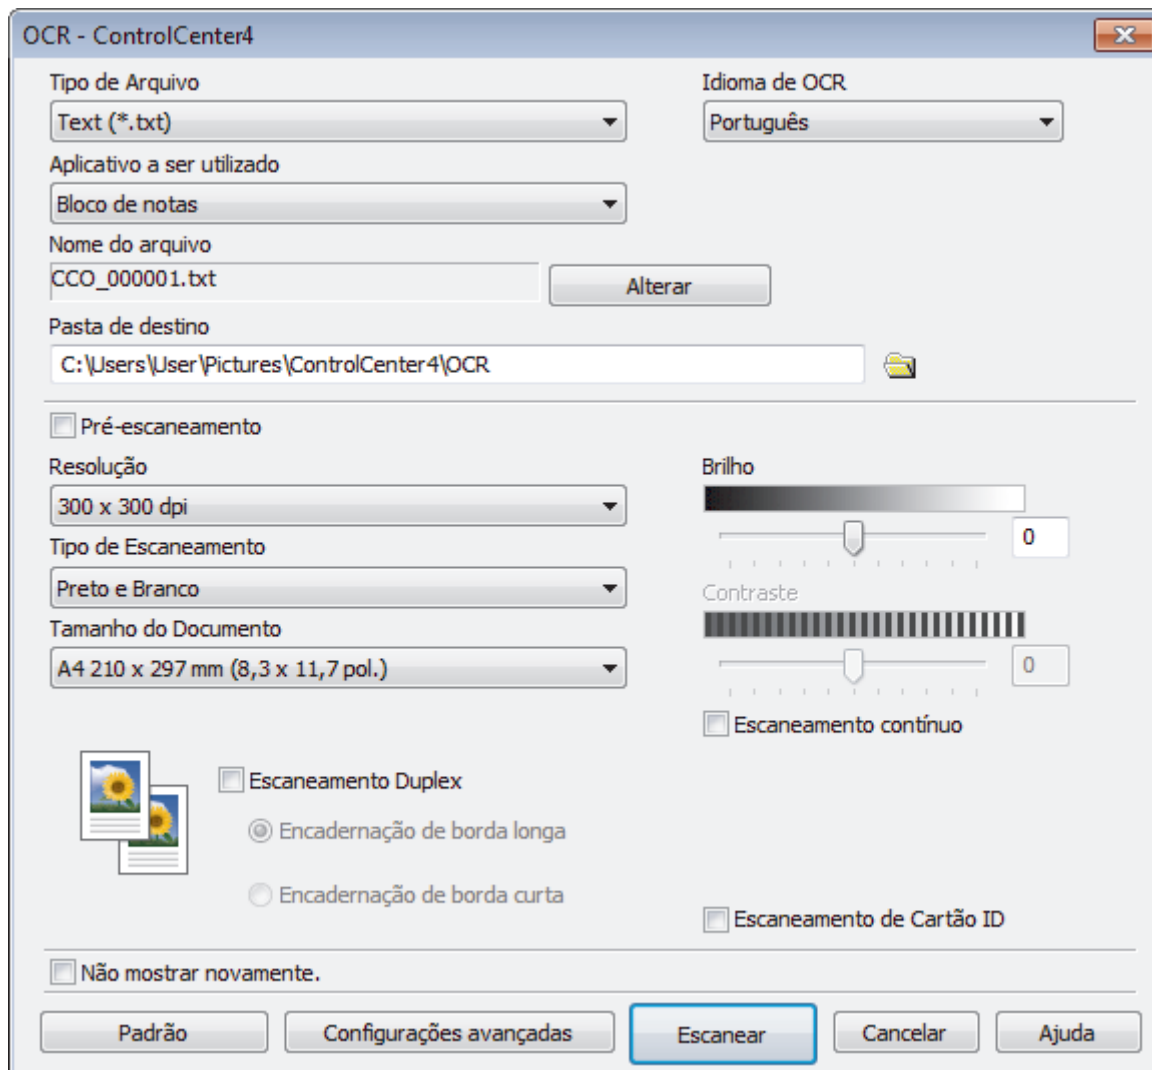 OCR - ControlCenter4
Tipo de Arquivo
Idioma de OCR
Text (*.txt)
Português
Aplicativo a ser utilizado
Bloco de notas
Nome do arquivo
CCO_000001.txt
Alterar
Pasta de destino
C:\Users\User\Pictures\ControlCenter4\OCR
Pré-escaneamento
Resolução
Brilho
300 x 300 dpi
0
Tipo de Escaneamento
Preto e Branco
Contraste
Tamanho do Documento
A4 210 x 297 mm (8,3 x 11,7 pol.)
0
Escaneamento contínuo
Escaneamento Duplex
Encadernação de borda longa
Encadernação de borda curta
Escaneamento de Cartão ID
Não mostrar novamente.
Padrão
Configurações avançadas
Escanear
Cancelar
Ajuda